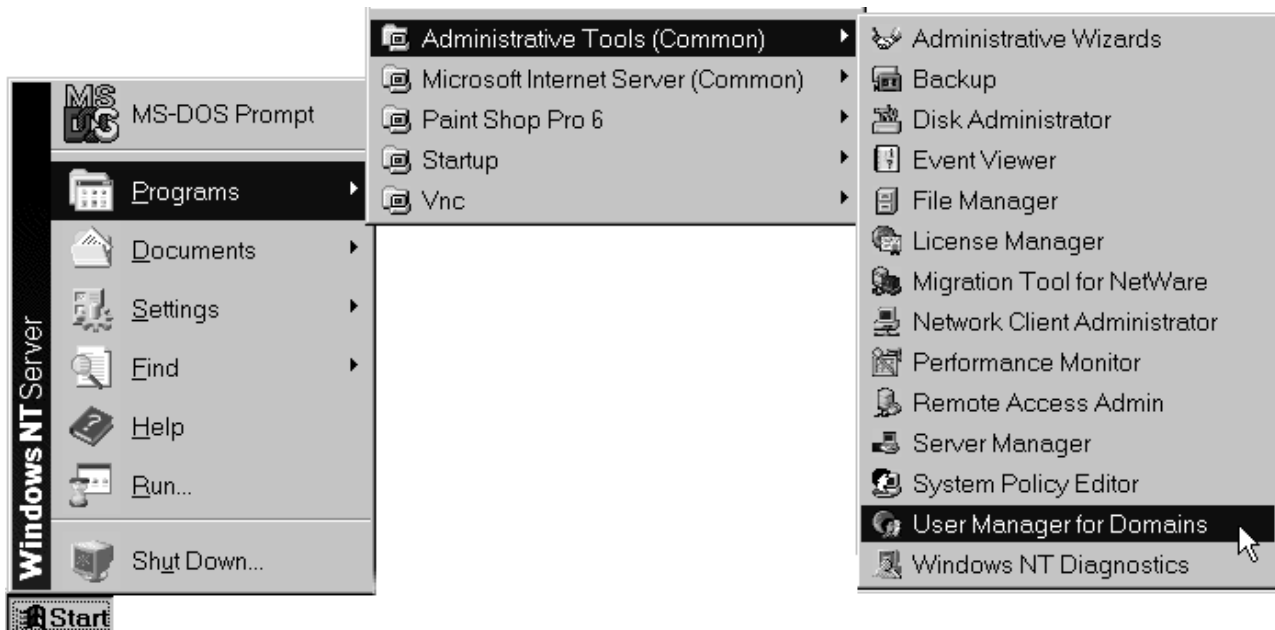 Windows NT Server
MS-DOS Prompt
Programs
Documents
Settings
Find
Help
Run...
Shut Down...
Start
Administrative Tools (Common)
Microsoft Internet Server (Common)
Paint Shop Pro 6
Startup
Vnc
Administrative Wizards
Backup
Disk Administrator
Event Viewer
File Manager
License Manager
Migration Tool for NetWare
Network Client Administrator
Performance Monitor
Remote Access Admin
Server Manager
System Policy Editor
User Manager for Domains
Windows NT Diagnostics